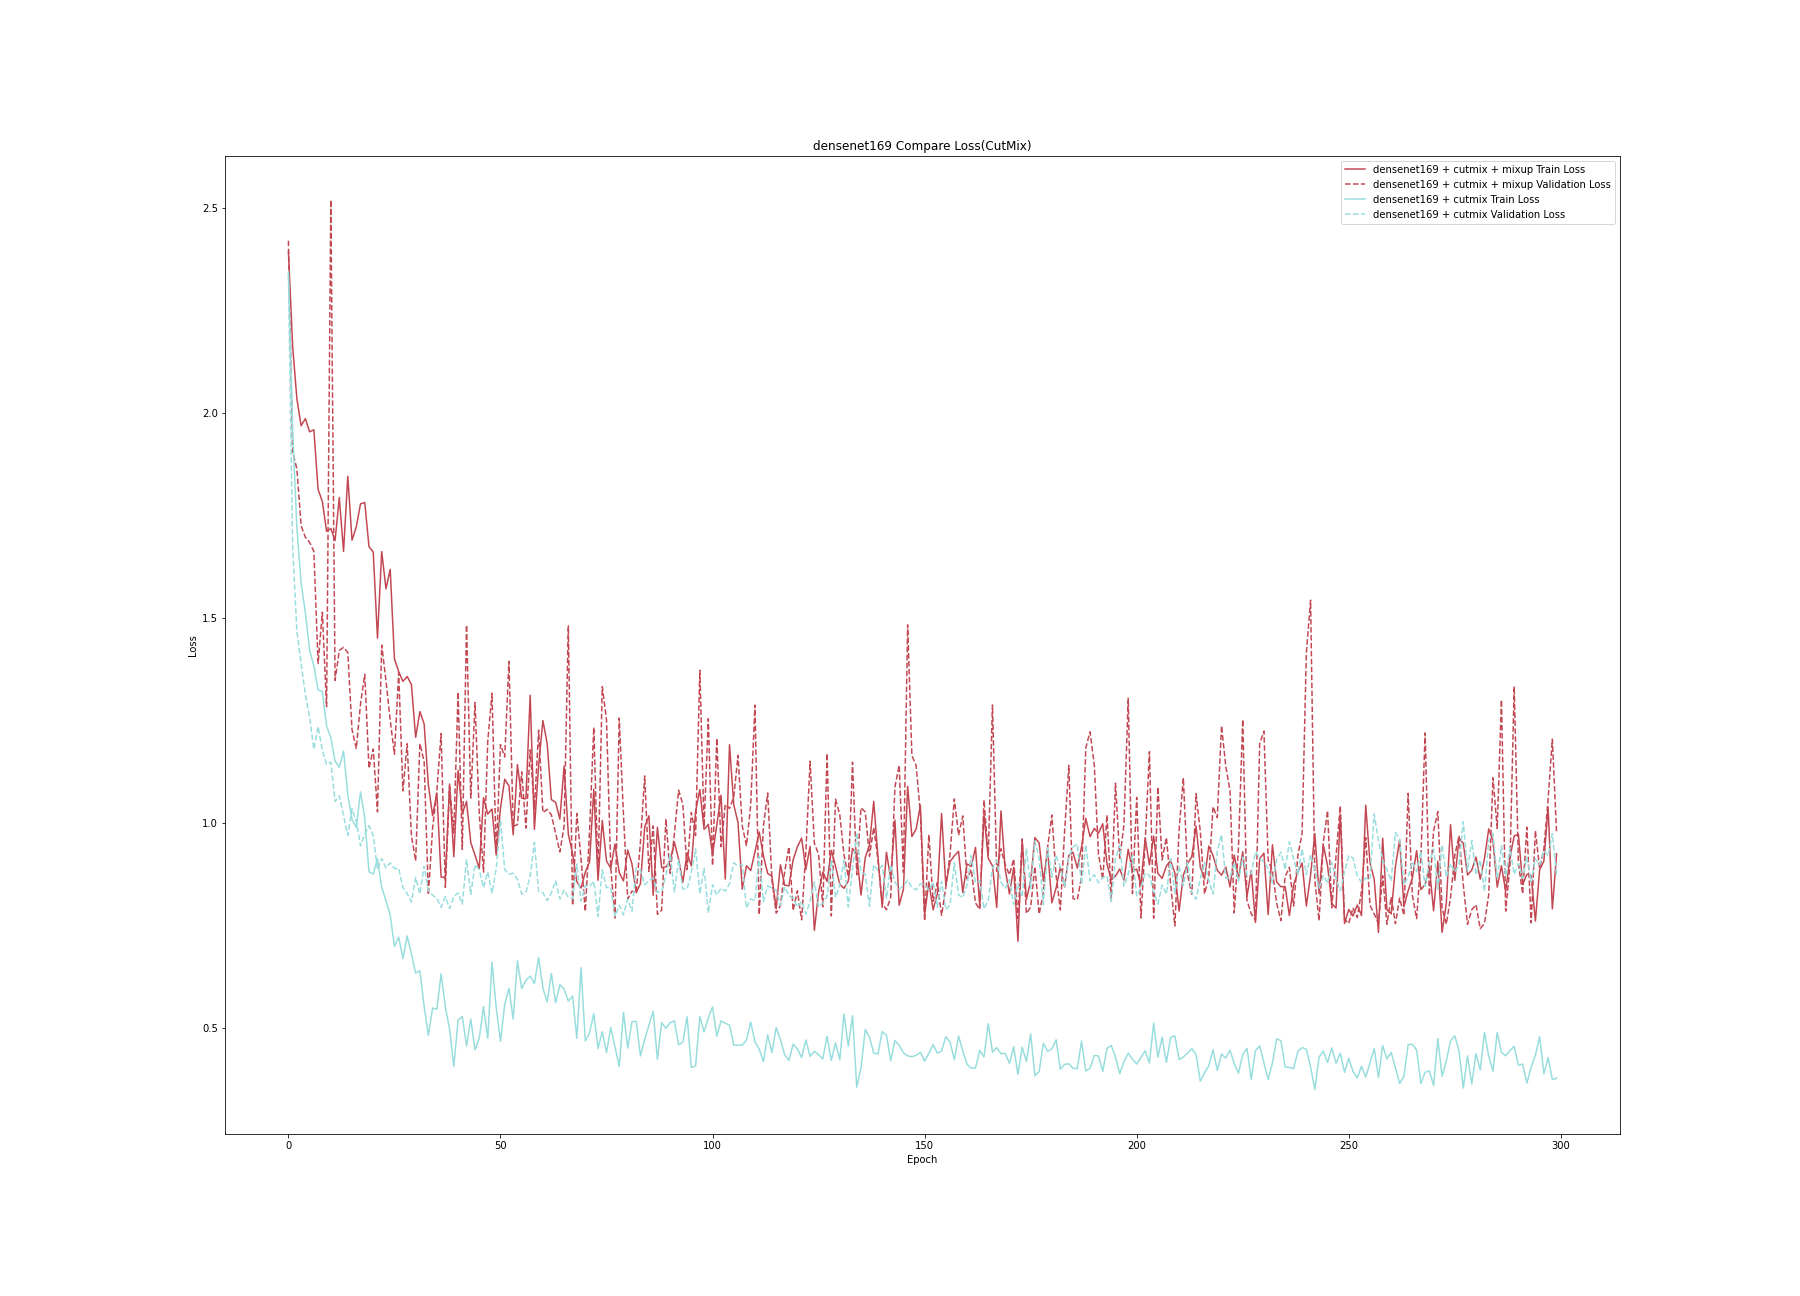 densenet169 Compare Loss(CutMix)
densenet169 + cutmix + mixup Train Loss
densenet169 + cutmix + mixup Validation Loss
densenet169 + cutmix Train Loss
densenet169 + cutmix Validation Loss
2.5
2.0
1.5
1.0
0.5
Loss
0 50 100 150 200 250 300
Epoch